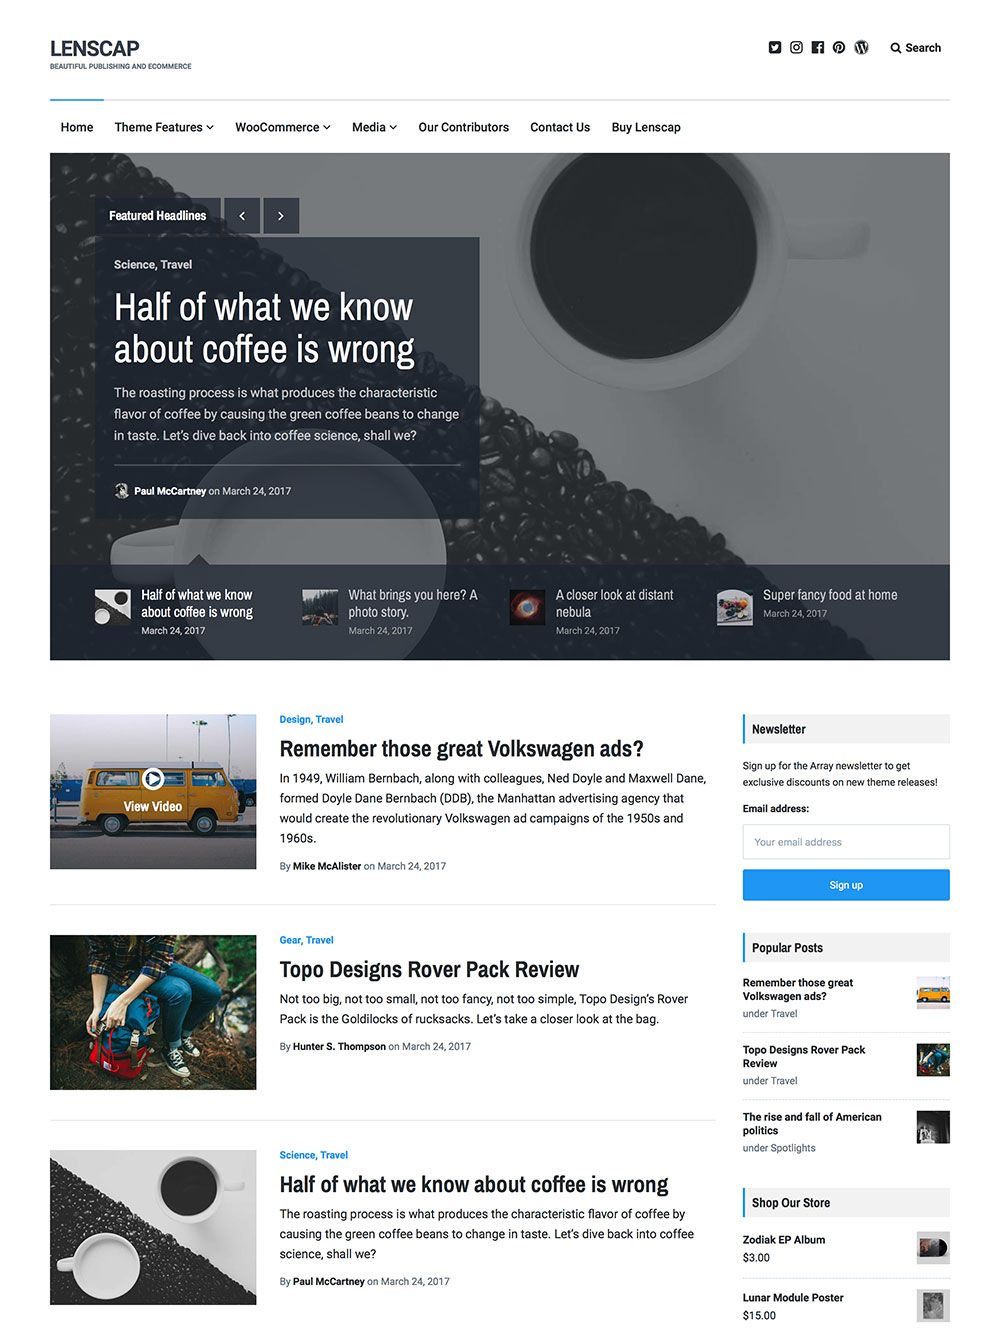 LENSCAP
BEAUTIFUL PUBLISHING AND ECOMMERCE
Search
Home
Theme Features
WooCommerce
Media
Our Contributors
Contact Us
Buy Lenscap
Featured Headlines
Science, Travel
Half of what we know
about coffee is wrong
The roasting process is what produces the characteristic
flavor of coffee by causing the green coffee beans to change
in taste. Let’s dive back into coffee science, shall we?
Paul McCartney on March 24, 2017
Half of what we know
about coffee is wrong
March 24, 2017
What brings you here? A
photo story.
March 24, 2017
A closer look at distant
nebula
March 24, 2017
Super fancy food at home
March 24, 2017
View Video
Design, Travel
Remember those great Volkswagen ads?
In 1949, William Bernbach, along with colleagues, Ned Doyle and Maxwell Dane,
formed Doyle Dane Bernbach (DDB), the Manhattan advertising agency that
would create the revolutionary Volkswagen ad campaigns of the 1950s and
1960s.
By Mike McAlister on March 24, 2017
Gear, Travel
Topo Designs Rover Pack Review
Not too big, not too small, not too fancy, not too simple, Topo Design’s Rover
Pack is the Goldilocks of rucksacks. Let’s take a closer look at the bag.
By Hunter S. Thompson on March 24, 2017
Science, Travel
Half of what we know about coffee is wrong
The roasting process is what produces the characteristic flavor of coffee by
causing the green coffee beans to change in taste. Let’s dive back into coffee
science, shall we?
By Paul McCartney on March 24, 2017
Newsletter
Sign up for the Array newsletter to get
exclusive discounts on new theme releases!
Email address:
Your email address
Sign up
Popular Posts
Remember those great
Volkswagen ads?
under Travel
Topo Designs Rover Pack
Review
under Travel
The rise and fall of American
politics
under Spotlights
Shop Our Store
Zodiak EP Album
$3.00
Lunar Module Poster
$15.00